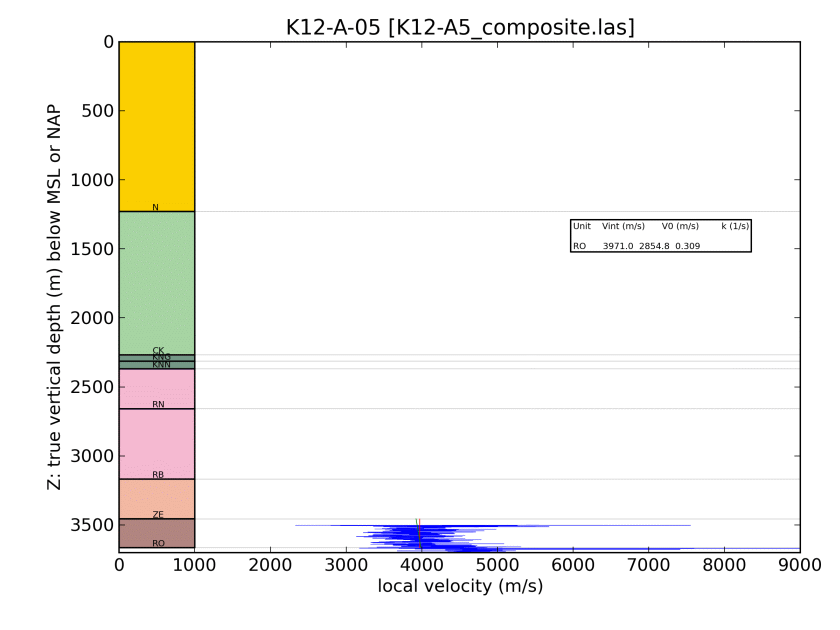 K12-A-05 [K12-A5_composite.las]
Z: true vertical depth (m) below MSL or NAP
0
500
1000
1500
2000
2500
3000
3500
N
CK
KNG
KNN
RN
RB
ZE
RO
Unit Vint (m/s) V0 (m/s) k (1/s)
RO 3971.0 2854.8 0.309
0 1000 2000 3000 4000 5000 6000 7000 8000 9000
local velocity (m/s)